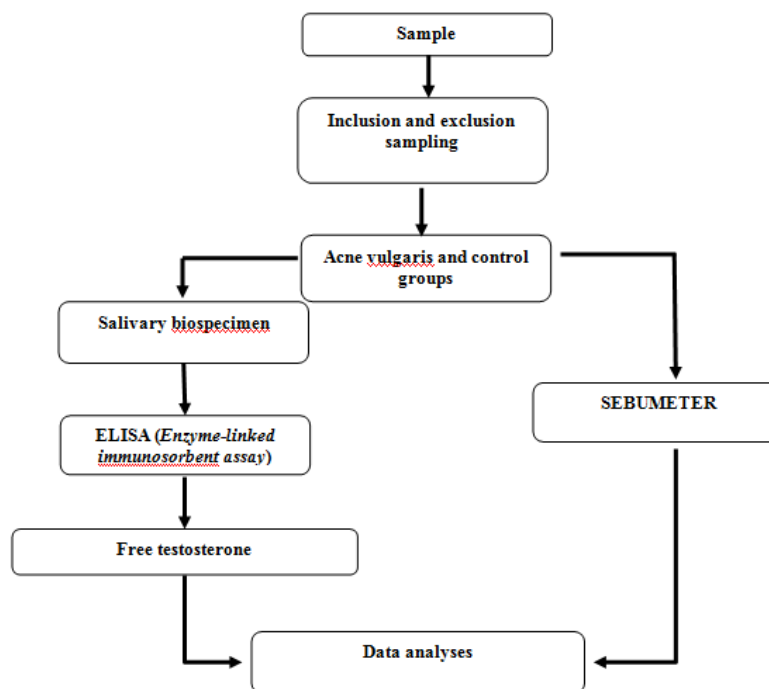 Sample
Inclusion and exclusion
sampling
Acne vulgaris and control
groups
Salivary biospecimen
SEBUMETER
ELISA (Enzyme-linked
immunosorbent assay)
Free testosterone
Data analyses